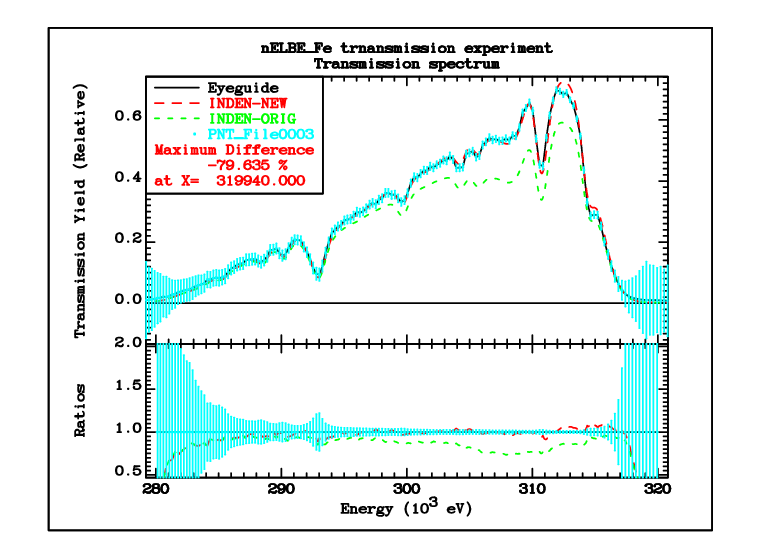 nELBE_Fe trnansmission experiment
Transmission spectrum
Eyeguide
INDEN-NEW
INDEN-ORIG
PNT_File0003
Maximum Difference
-79.635 %
at X= 319940.000
Transmission Yield (Relative)
0.6
0.4
0.2
0.0
Ratios
2.0
1.5
1.0
0.5
280 290 300 310 320
Energy (10³ eV)